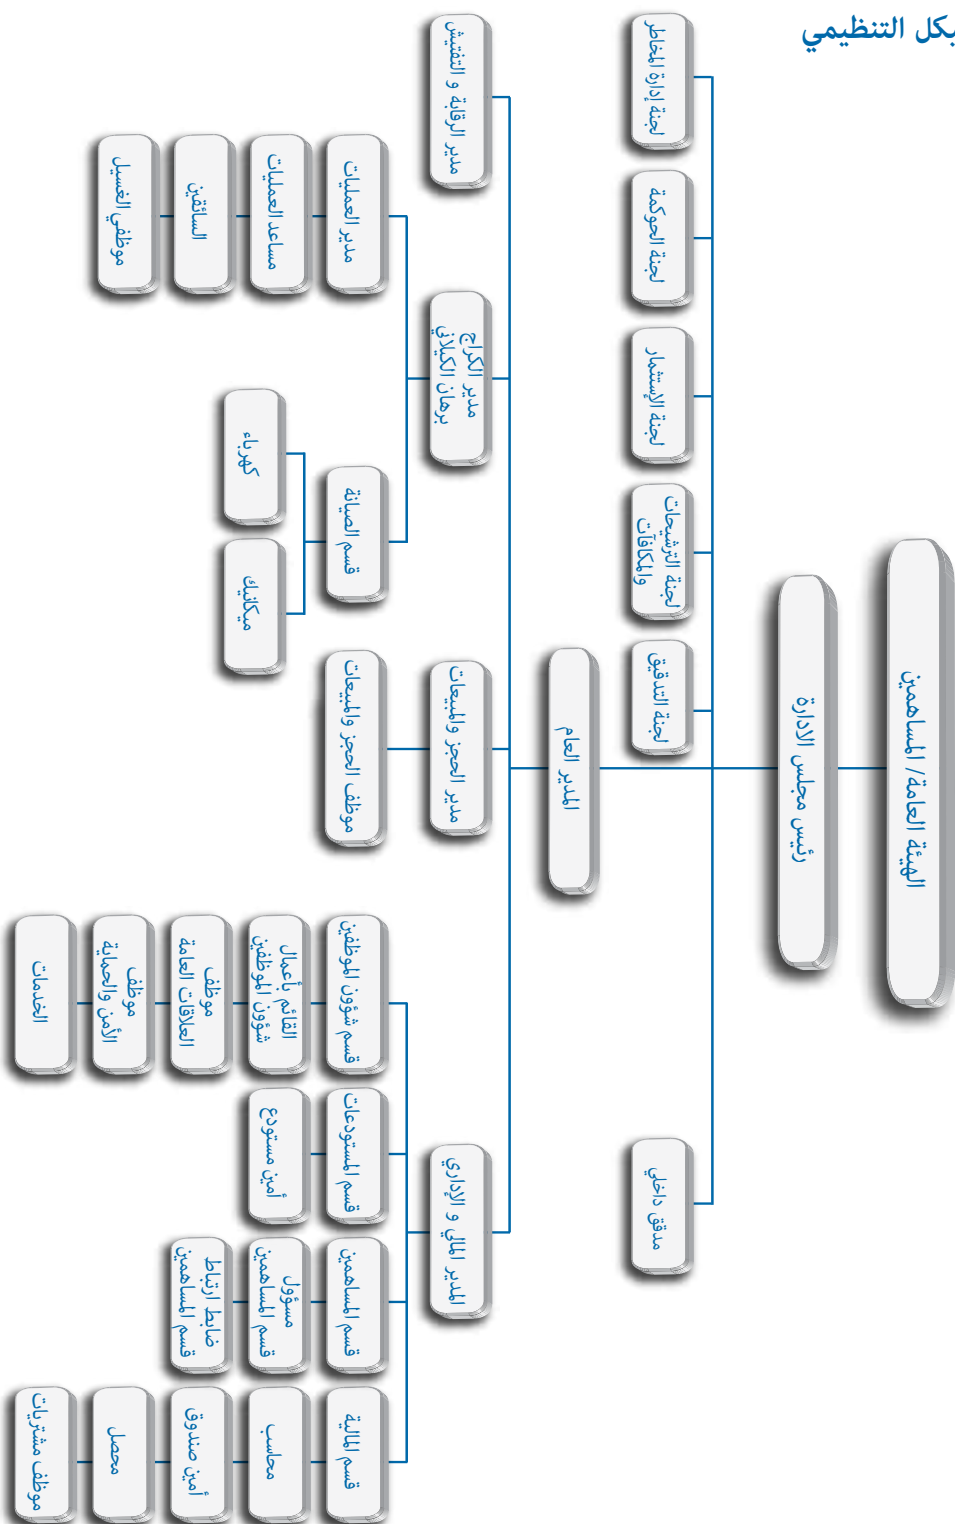 يكل التنظيمي
الهيئة العامة/ المساهمين
رئيس مجلس الادارة
لجنة إدارة المخاطر
لجنة الحوكمة
لجنة الإستثمار
لجنة الترشيحات
والمكافآت
لجنة التدقيق
مدقق داخلي
المدير العام
مدير الرقابة و التفتيش
مدير الكراج
برهان الكيلاني
مدير الحجز والمبيعات
المدير المالي و الإداري
مدير العمليات
مساعد العمليات
السائقين
موظفي الغسيل
قسم الصيانة
كهرباء
ميكانيك
موظف الحجز والمبيعات
قسم شؤون الموظفين
القائم بأعمال
شؤون الموظفين
موظف
العلاقات العامة
موظف
الأمن والحماية
الخدمات
قسم المستودعات
أمين مستودع
قسم المساهمين
مسؤول
قسم المساهمين
ضابط ارتباط
قسم المساهمين
قسم المالية
محاسب
أمين صندوق
محصل
موظف مشتريات